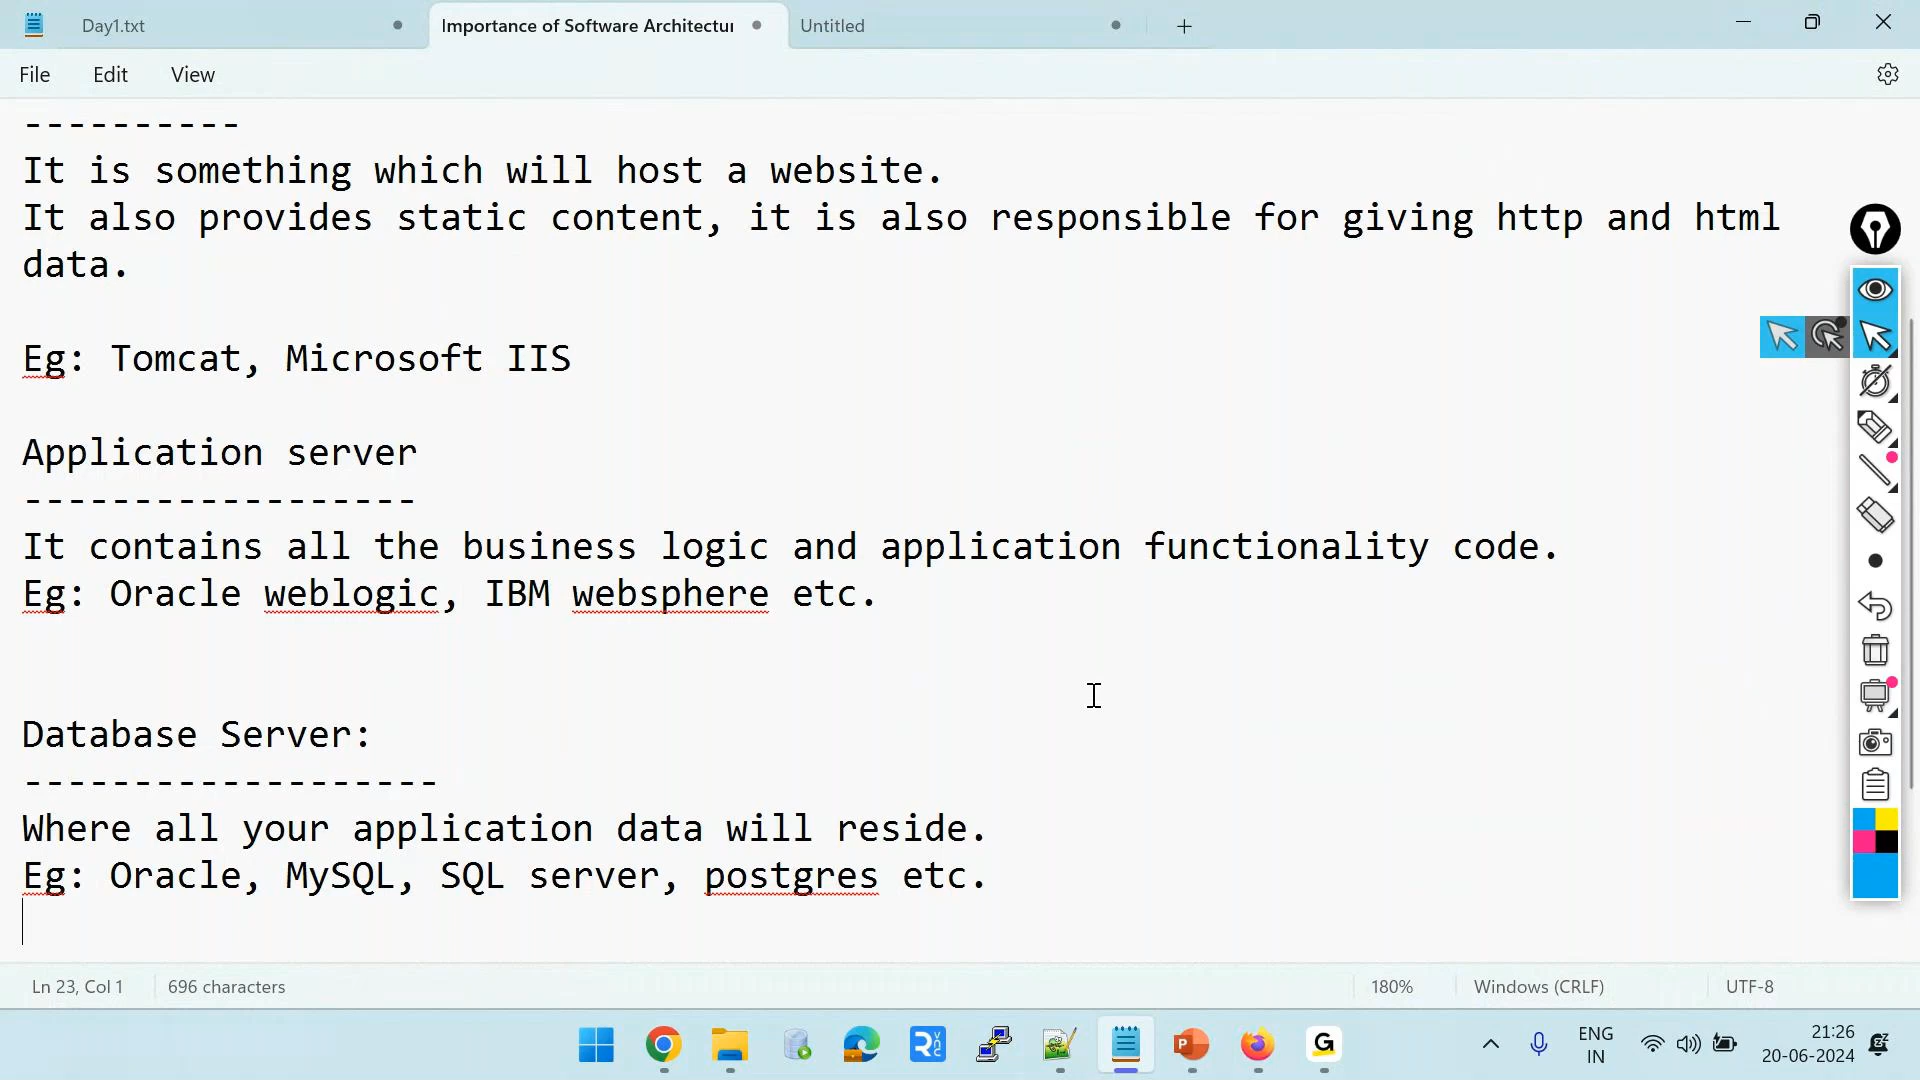 Day1.txt
Importance of Software Architectur
Untitled
File
Edit
View
----------
It is something which will host a website.
It also provides static content, it is also responsible for giving http and html
data.
Eg: Tomcat, Microsoft IIS
Application server
------------------
It contains all the business logic and application functionality code.
Eg: Oracle weblogic, IBM websphere etc.
Database Server:
-------------------
Where all your application data will reside.
Eg: Oracle, MySQL, SQL server, postgres etc.
Ln 23, Col 1
696 characters
180%
Windows (CRLF)
UTF-8
ENG
IN
21:26
20-06-2024